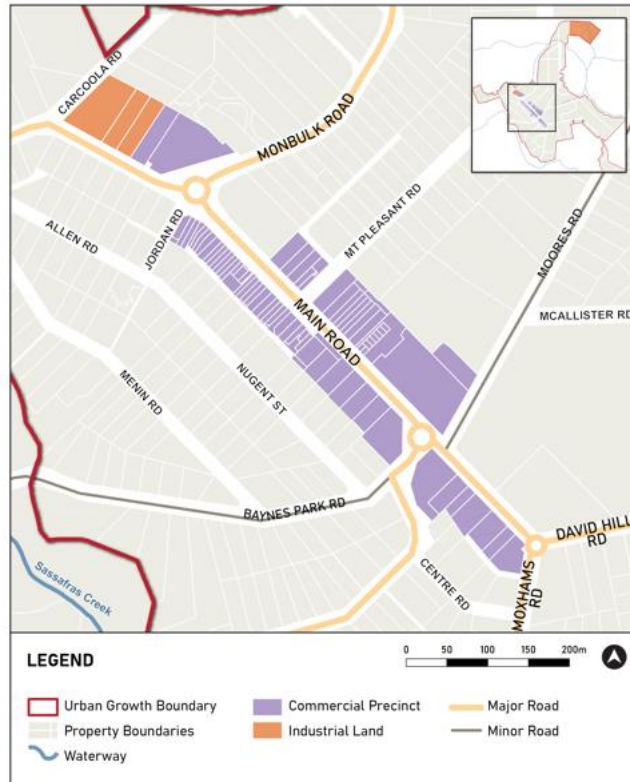 CARCOOLA RD
MONBULK ROAD
ALLEN RD
JORDAN RD
MT PLEASANT RD
MOORES RD
MAIN ROAD
MCALLISTER RD
MENIN RD
NUGENT ST
BAYNES PARK RD
DAVID HILL
RD
Sassafras Creek
CENTRE RD
MOXHAMS
RD
LEGEND
0 50 100 150 200m
Urban Growth Boundary
Commercial Precinct
Major Road
Property Boundaries
Industrial Land
Minor Road
Waterway